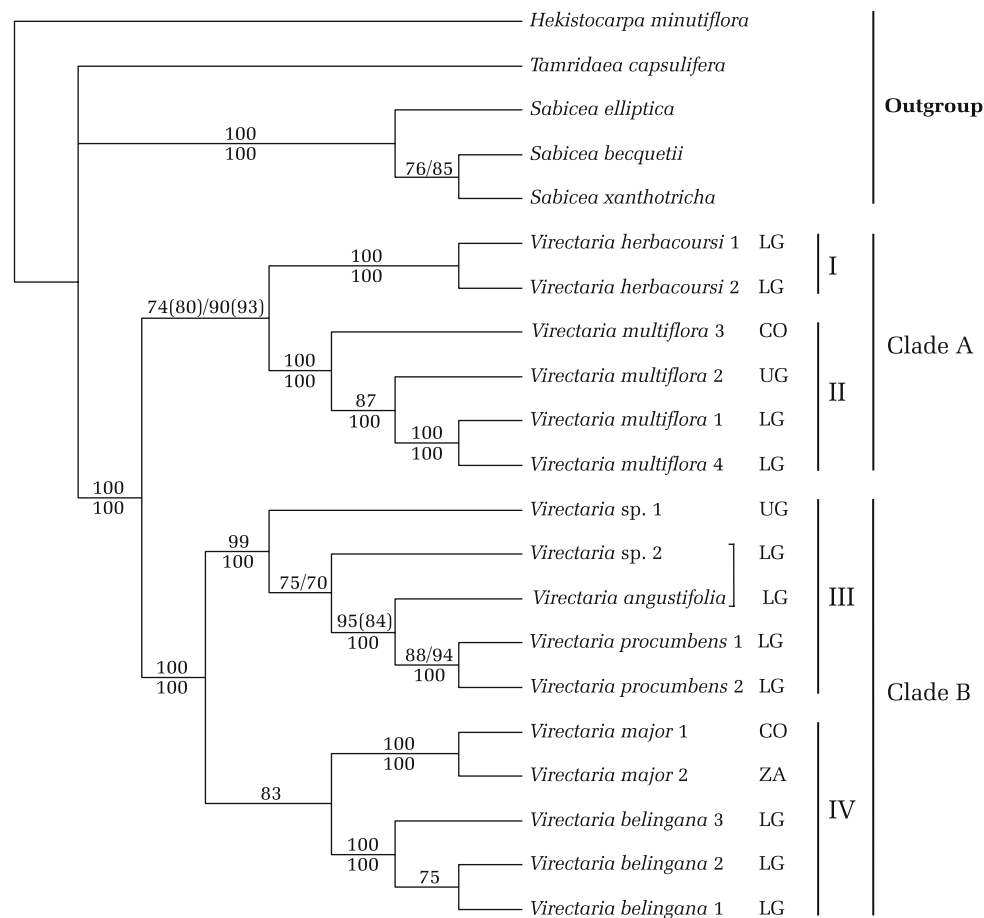 Hekistocarpa minutiflora
Tamridaea capsulifera
Sabicea elliptica
Outgroup
100
100
Sabicea becquetii
76/85
Sabicea xanthotricha
Virectaria herbacoursi 1 LG
100
100
I
Virectaria herbacoursi 2 LG
74(80)/90(93)
Virectaria multiflora 3 CO
Clade A
100
100
Virectaria multiflora 2 UG
II
87
100
Virectaria multiflora 1 LG
100
100
Virectaria multiflora 4 LG
100
100
Virectaria sp. 1 UG
99
100
Virectaria sp. 2 LG
75/70
Virectaria angustifolia LG
III
95(84)
100
Virectaria procumbens 1 LG
88/94
100
100
100
Virectaria procumbens 2 LG
Clade B
Virectaria major 1 CO
100
100
Virectaria major 2 ZA
83
IV
Virectaria belingana 3 LG
100
100
Virectaria belingana 2 LG
75
Virectaria belingana 1 LG